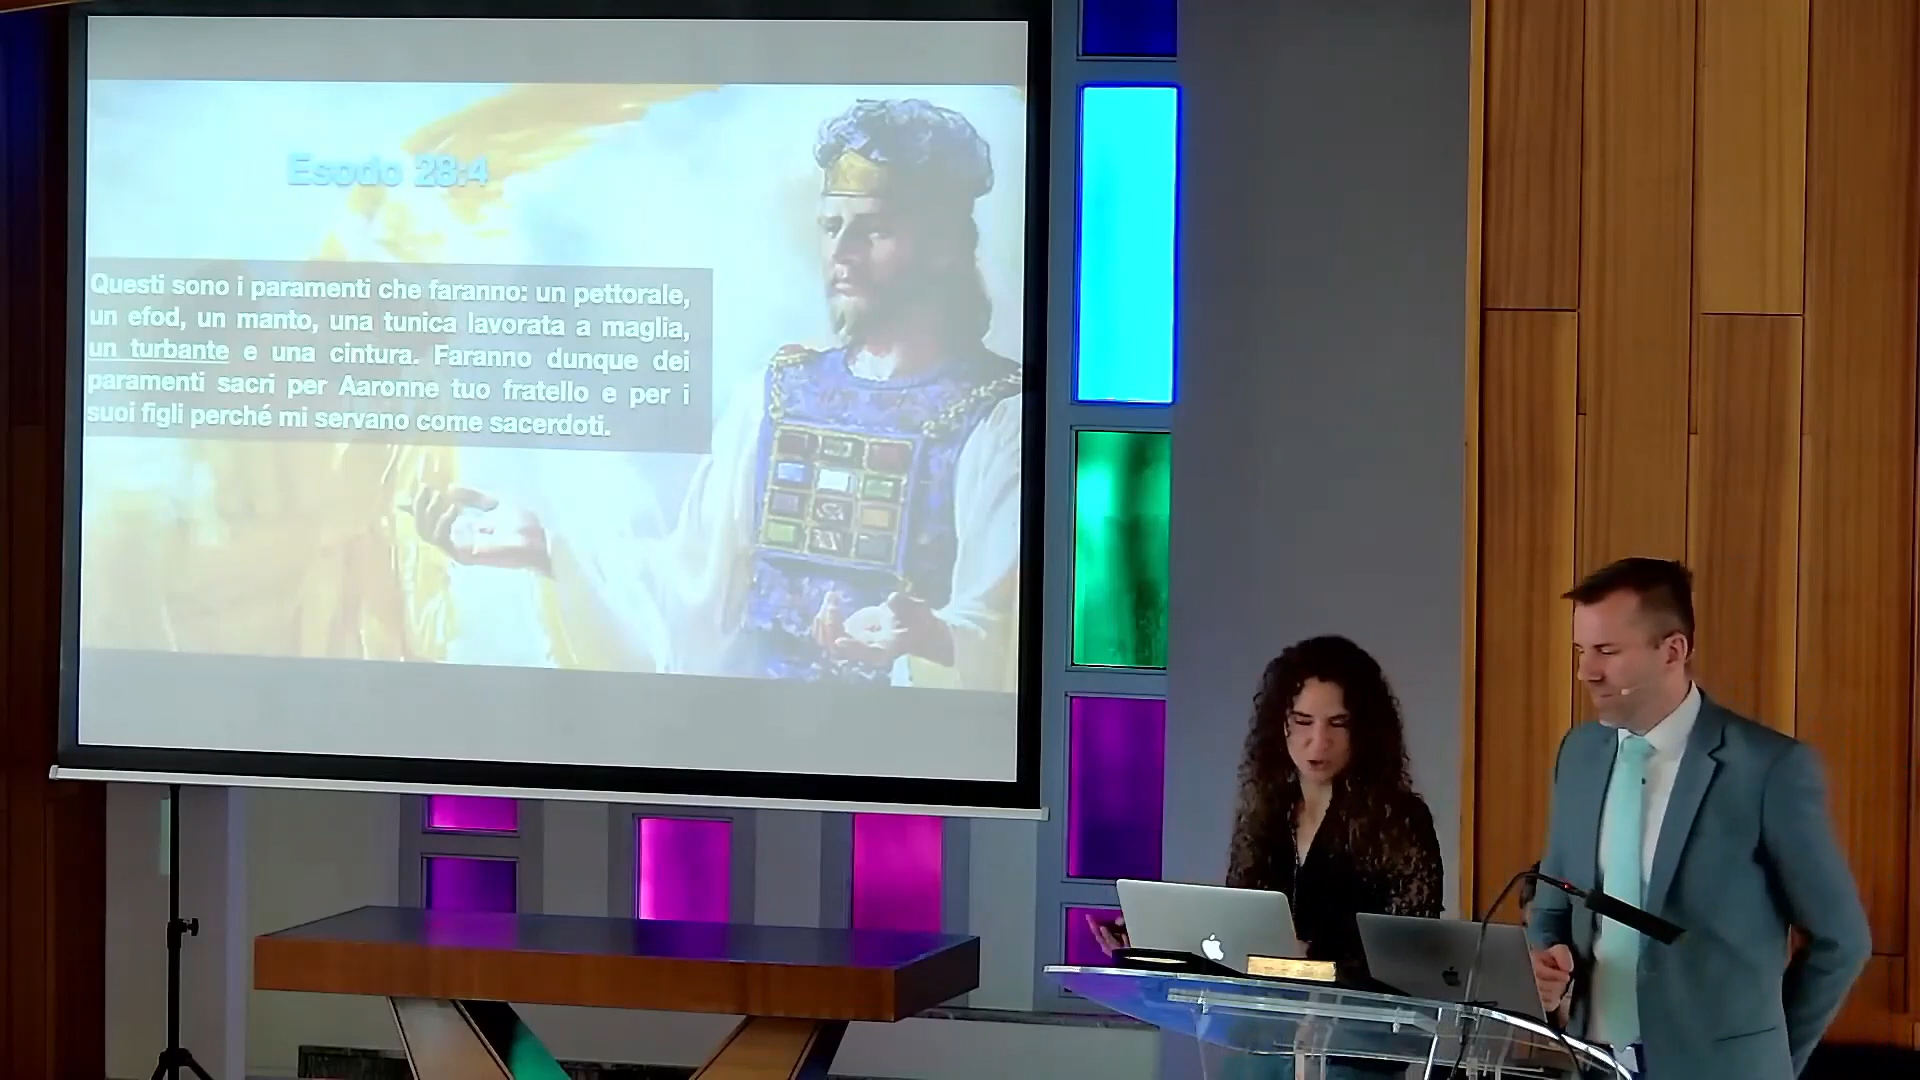 Esodo 28:4
Questi sono i paramenti che faranno: un pettorale,
un efod, un manto, una tunica lavorata a maglia,
un turbante e una cintura. Faranno dunque dei
paramenti sacri per Aaronne tuo fratello e per i
suoi figli perché mi servano come sacerdoti.